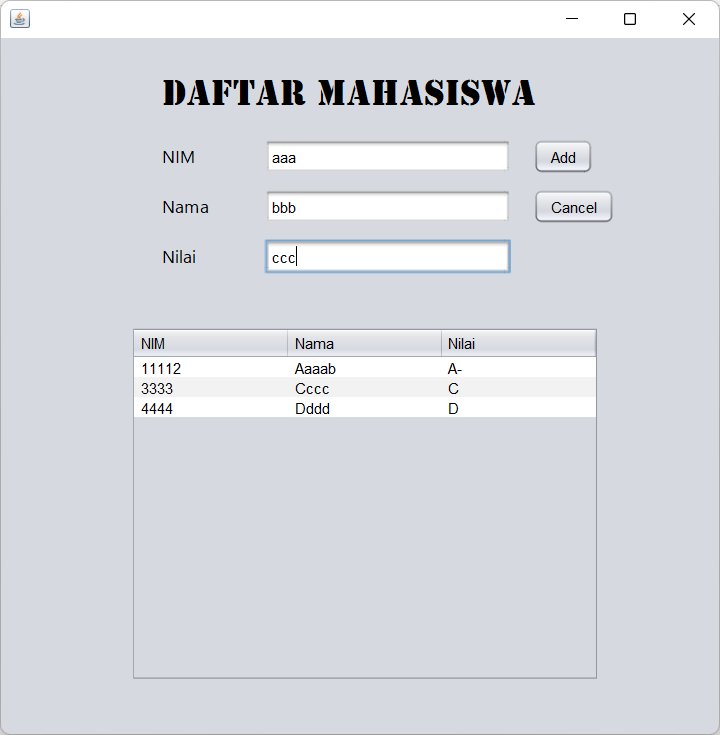 DAFTAR MAHASISWA
NIM aaa Add
Nama bbb Cancel
Nilai ccc
NIM Nama Nilai
11112 Aaaab A-
3333 Cccc C
4444 Dddd D